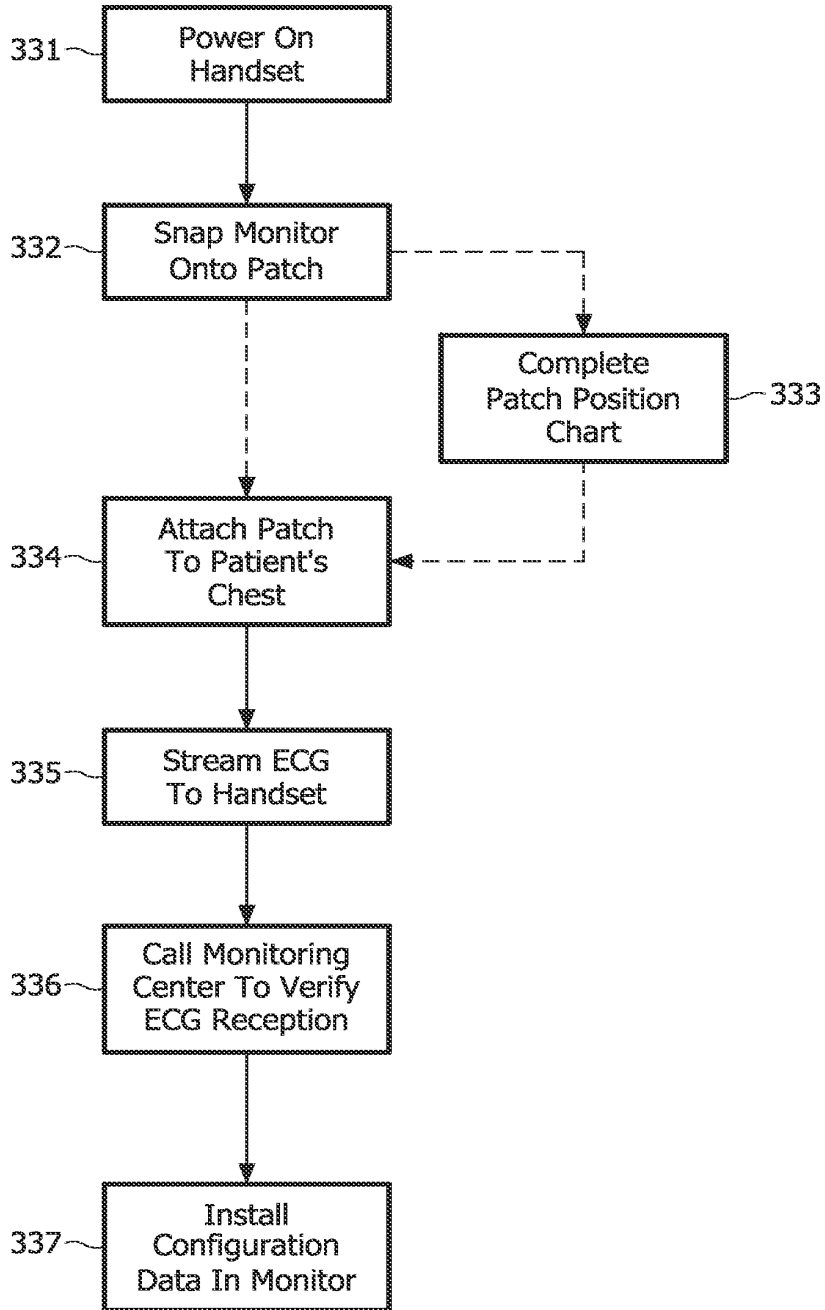 331
Power On
Handset
332
Snap Monitor
Onto Patch
Complete
Patch Position
Chart
333
334
Attach Patch
To Patient's
Chest
335
Stream ECG
To Handset
336
Call Monitoring
Center To Verify
ECG Reception
337
Install
Configuration
Data In Monitor